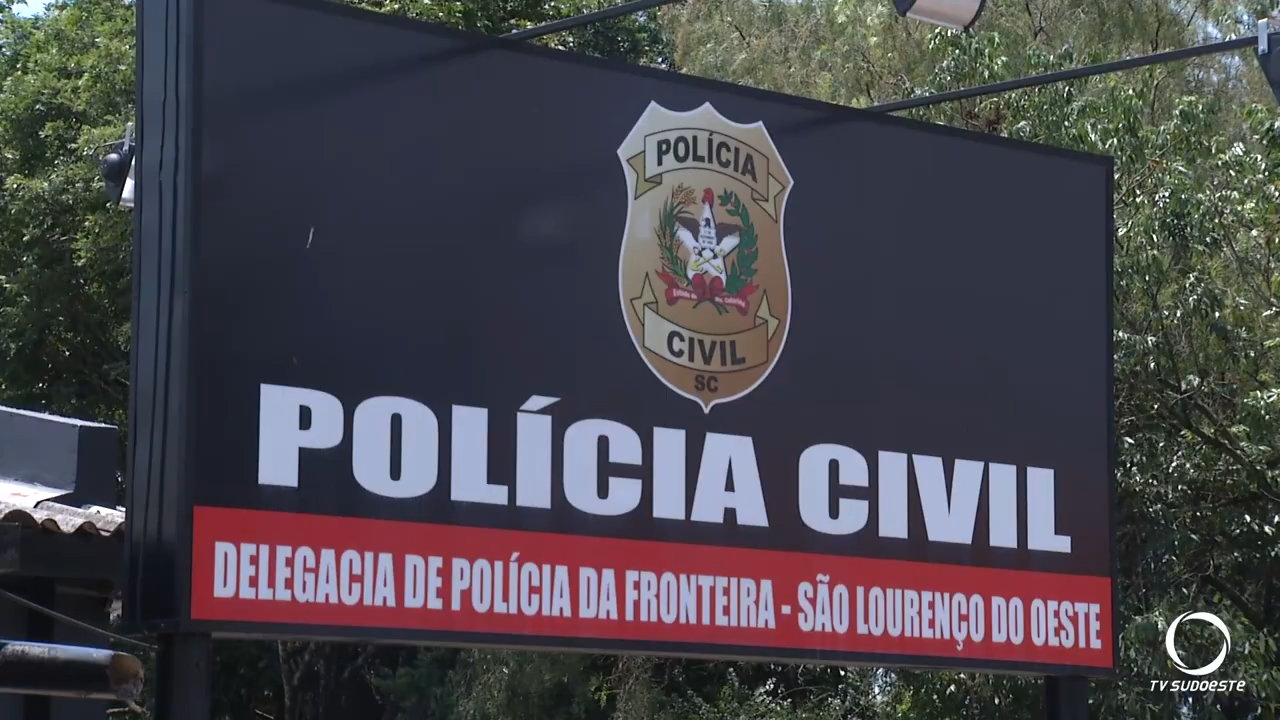 POLÍCIA
CIVIL
SC
POLÍCIA CIVIL
DELEGACIA DE POLÍCIA DA FRONTEIRA - SÃO LOURENÇO DO OESTE
TV SUDOESTE